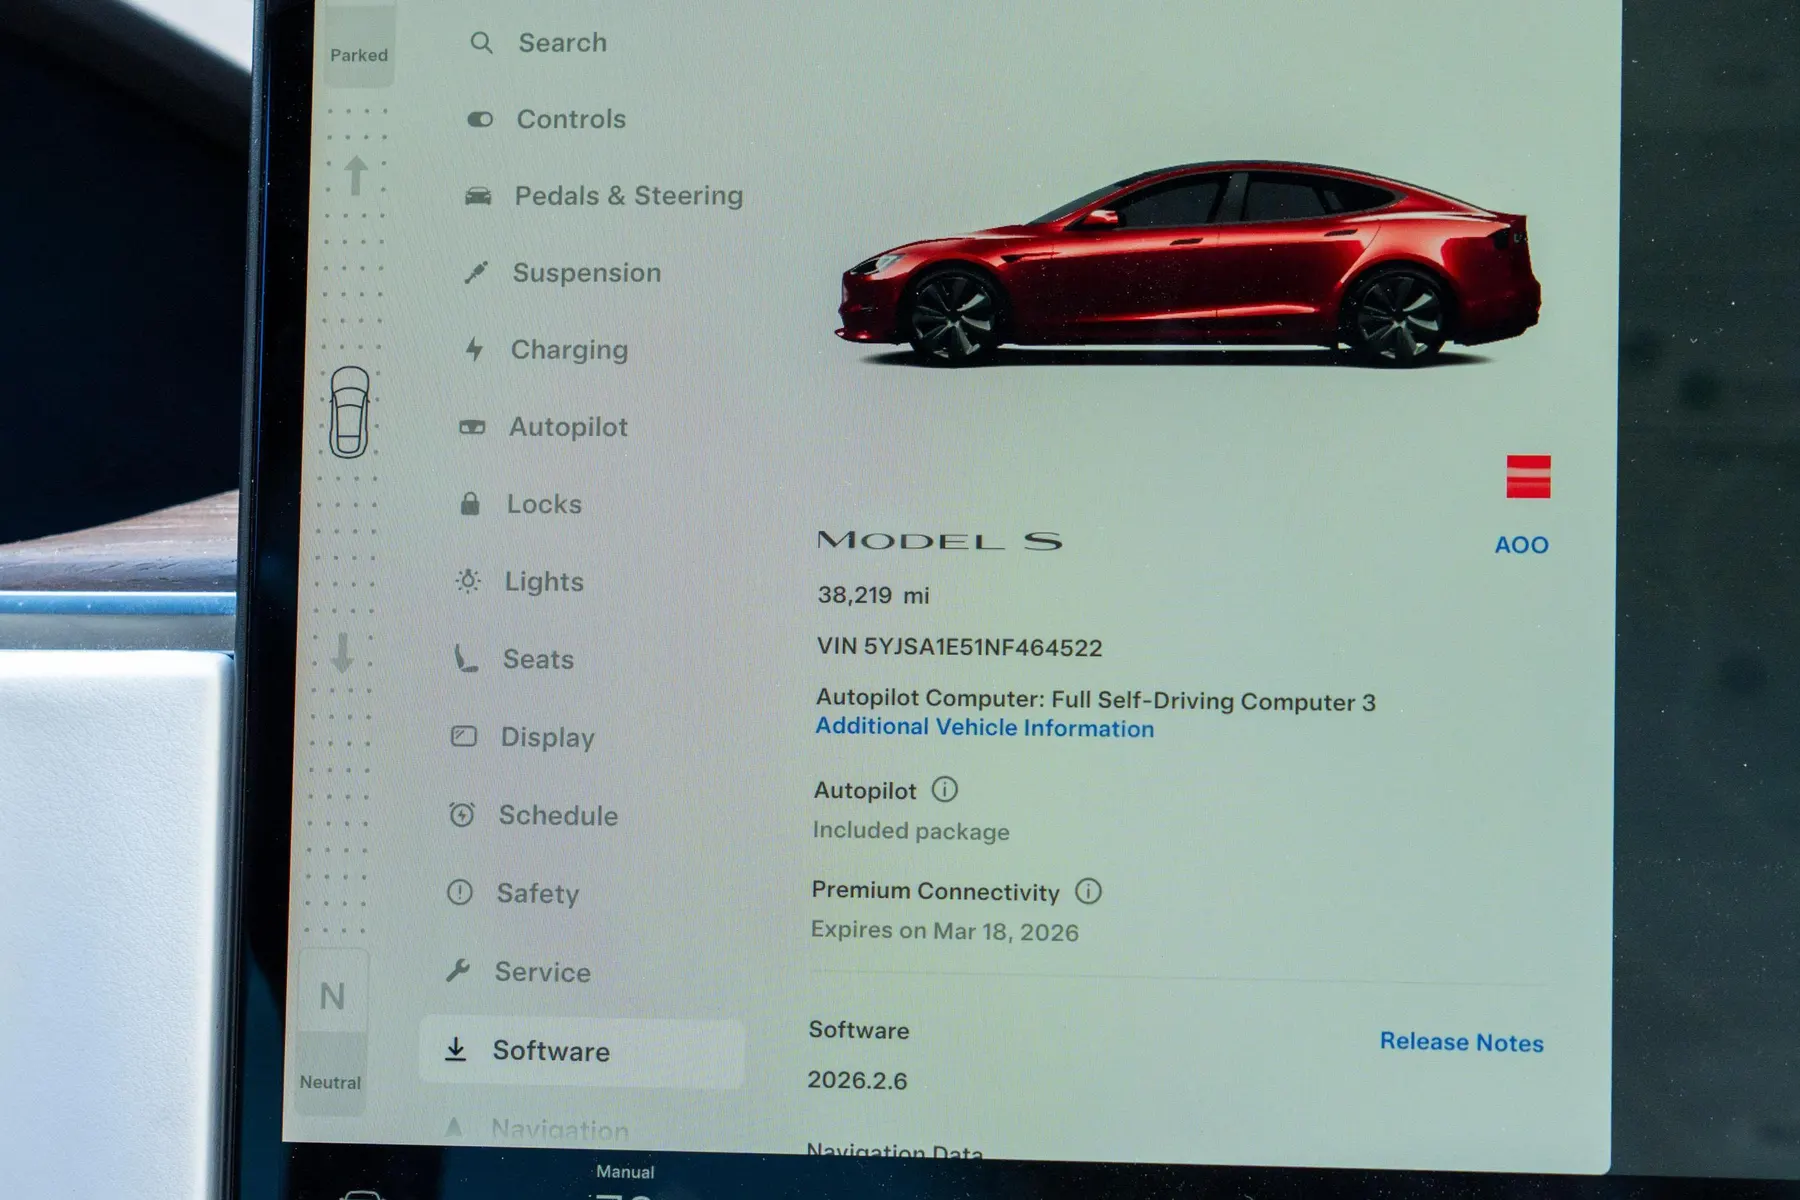 Parked
Search
Controls
Pedals & Steering
Suspension
Charging
Autopilot
Locks
Lights
Seats
Display
Schedule
Safety
Service
Software
Navigation
N
Neutral
MODEL S
AOO
38,219 mi
VIN 5YJSA1E51NF464522
Autopilot Computer: Full Self-Driving Computer 3
Additional Vehicle Information
Autopilot
Included package
Premium Connectivity
Expires on Mar 18, 2026
Software
Release Notes
2026.2.6
Navigation Data
Manual